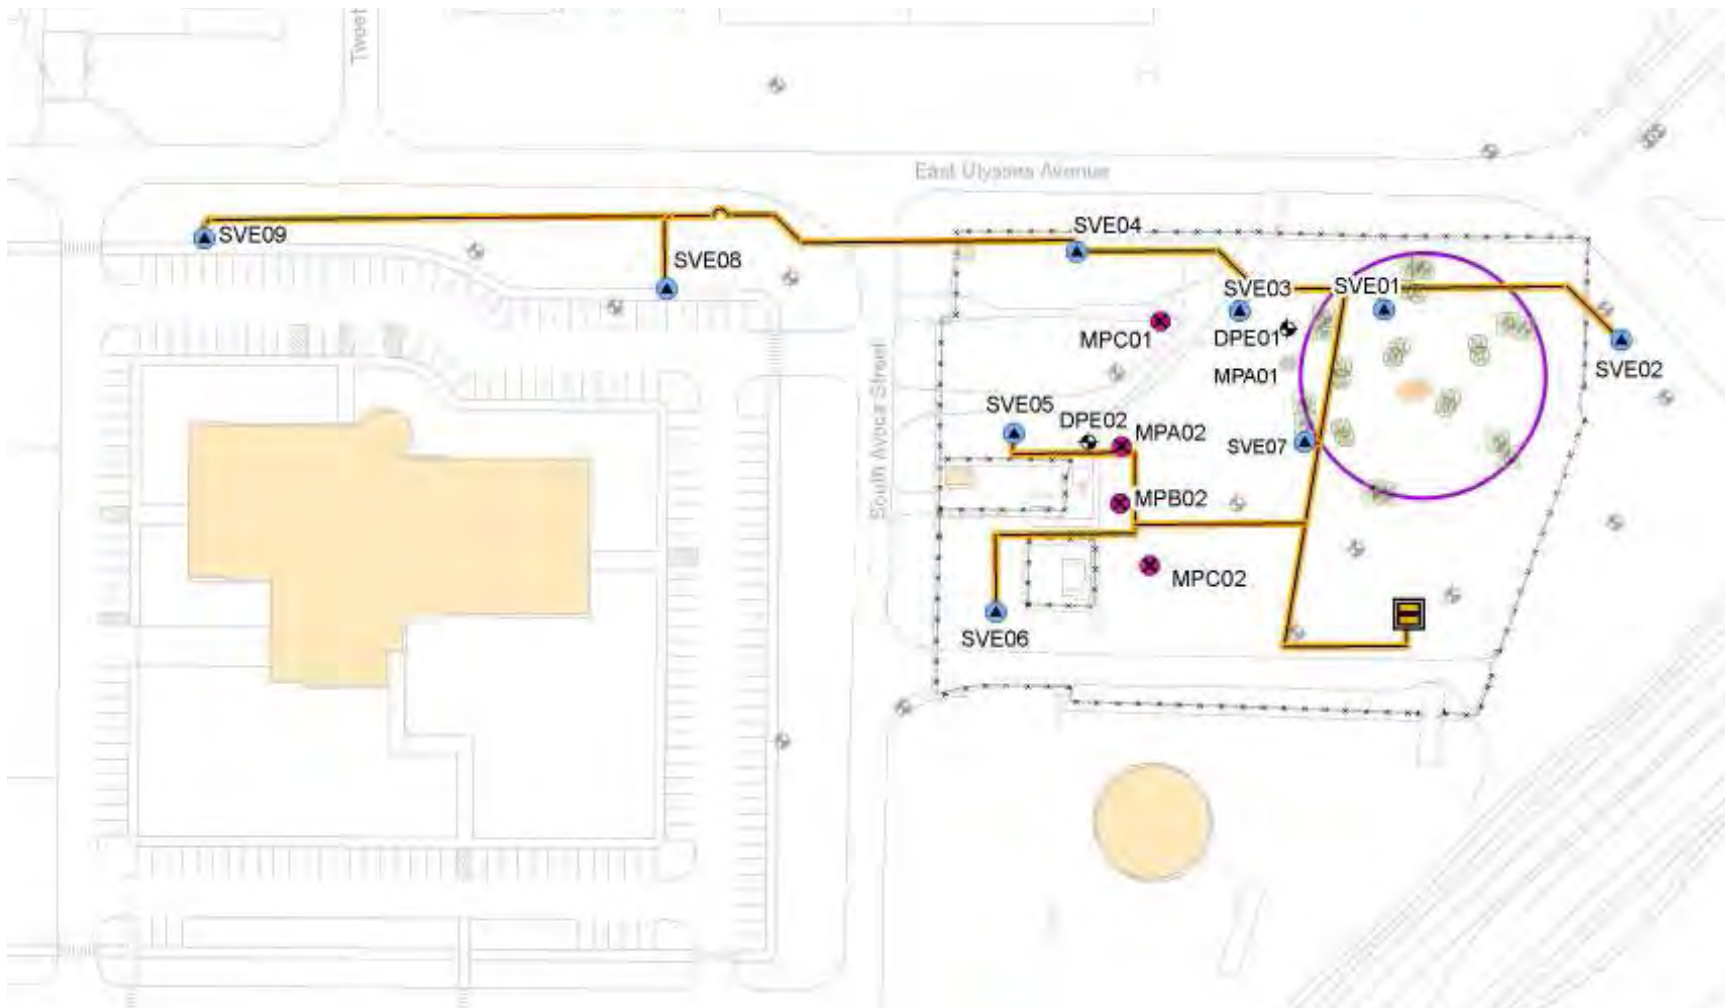 Tweet
East Ulysses Avenue
SVE09
SVE08
SVE04
SVE03
SVE01
MPC01
DPE01
MPA01
SVE02
South Avoca Street
SVE05
DPE02
MPA02
SVE07
MPB02
MPC02
SVE06